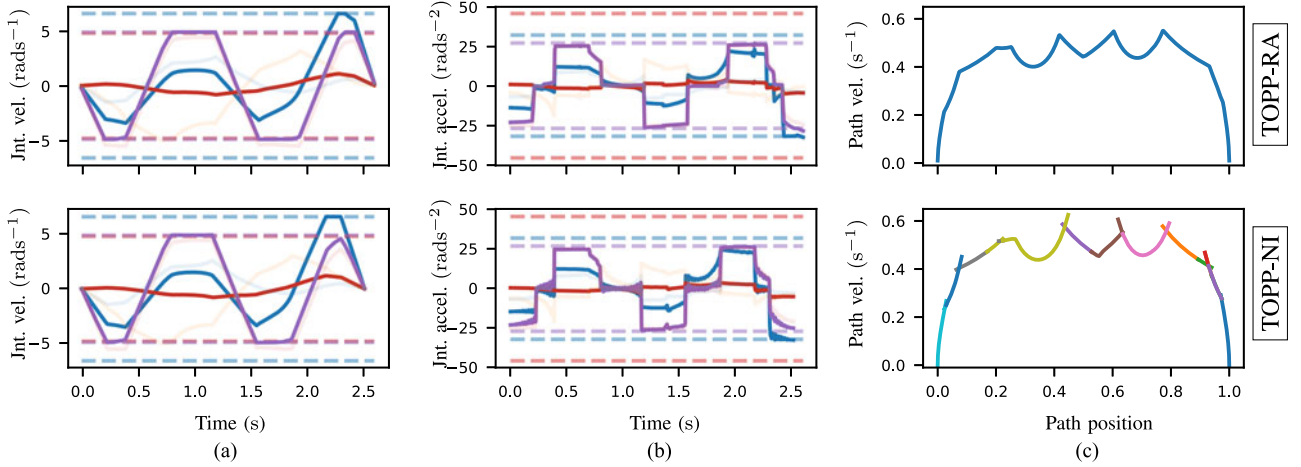 Jnt. vel. (rads⁻¹)
5
0
−5
Jnt. accel. (rads⁻²)
50
25
0
−25
−50
Path vel. (s⁻¹)
0.6
0.4
0.2
0.0
TOPP-RA
Jnt. vel. (rads⁻¹)
5
0
−5
0.0 0.5 1.0 1.5 2.0 2.5
Time (s)
(a)
Jnt. accel. (rads⁻²)
50
25
0
−25
−50
0.0 0.5 1.0 1.5 2.0 2.5
Time (s)
(b)
Path vel. (s⁻¹)
0.6
0.4
0.2
0.0
0.0 0.2 0.4 0.6 0.8 1.0
Path position
(c)
TOPP-NI